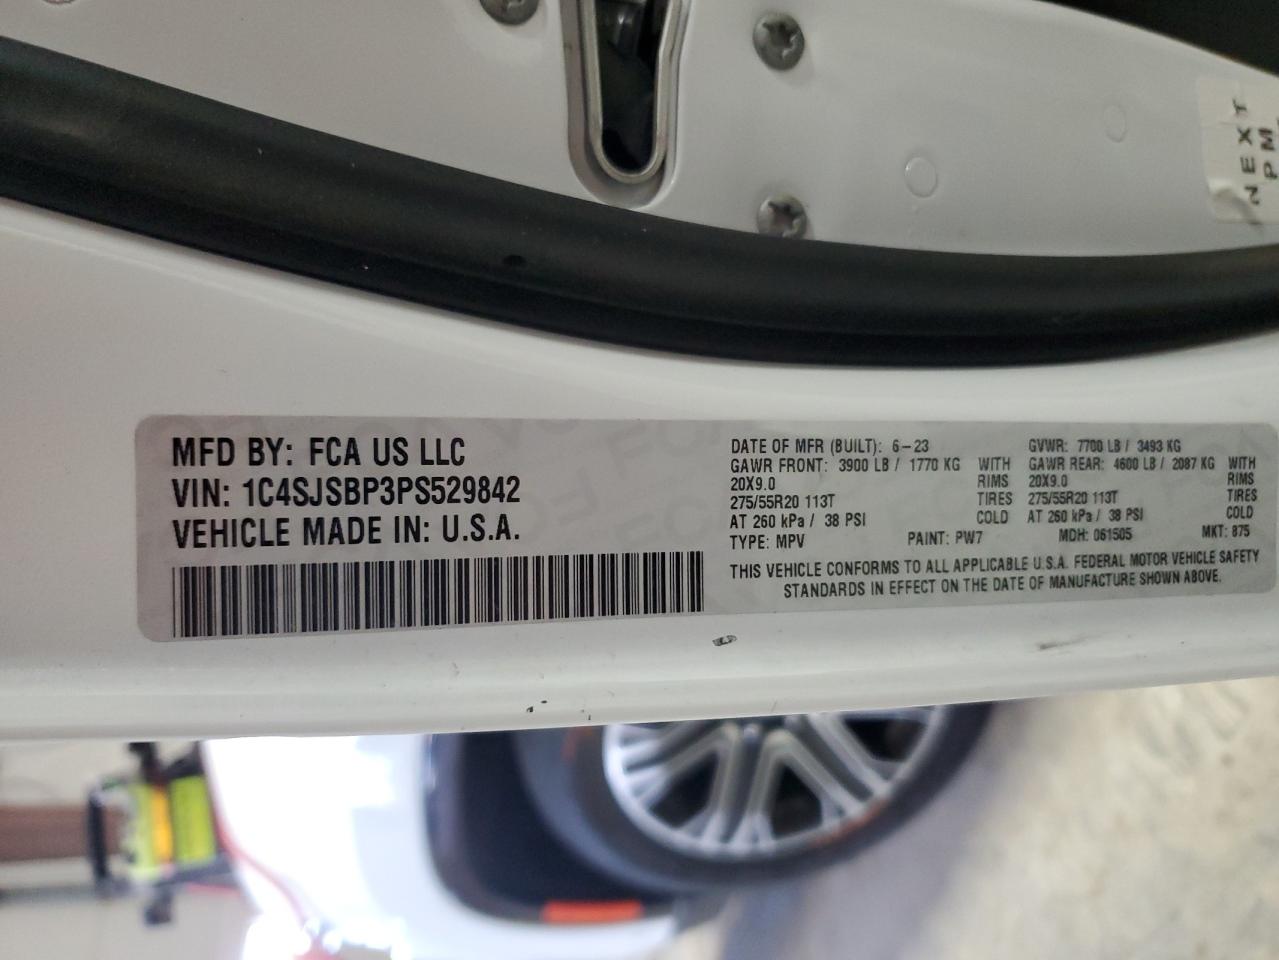 NEXT
PM
MFD BY: FCA US LLC
VIN: 1C4SJSBP3PS529842
VEHICLE MADE IN: U.S.A.
DATE OF MFR (BUILT): 6-23 GVWR: 7700 LB / 3493 KG
GAWR FRONT: 3900 LB / 1770 KG WITH GAWR REAR: 4600 LB / 2087 KG WITH
20X9.0 RIMS 20X9.0 RIMS
275/55R20 113T TIRES 275/55R20 113T TIRES
AT 260 kPa / 38 PSI COLD AT 260 kPa / 38 PSI COLD
TYPE: MPV PAINT: PW7 MDH: 061505 MKT: 875
THIS VEHICLE CONFORMS TO ALL APPLICABLE U.S.A. FEDERAL MOTOR VEHICLE SAFETY
STANDARDS IN EFFECT ON THE DATE OF MANUFACTURE SHOWN ABOVE.